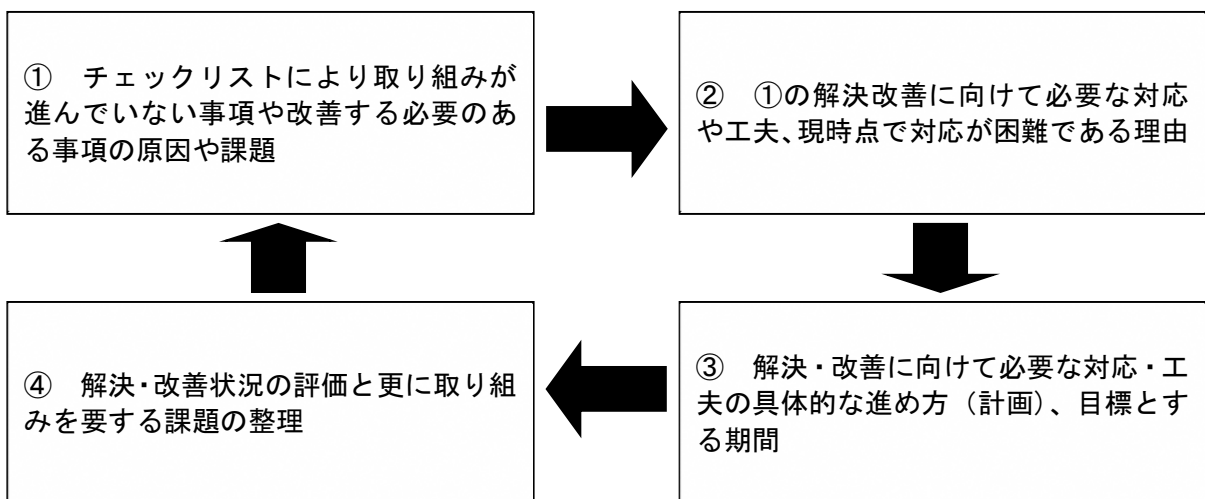 ① チェックリストにより取り組みが
進んでいない事項や改善する必要のあ
る事項の原因や課題
② ①の解決改善に向けて必要な対応
や工夫、現時点で対応が困難である理由
③ 解決・改善に向けて必要な対応・工
夫の具体的な進め方（計画）、目標とす
る期間
④ 解決・改善状況の評価と更に取り組
みを要する課題の整理